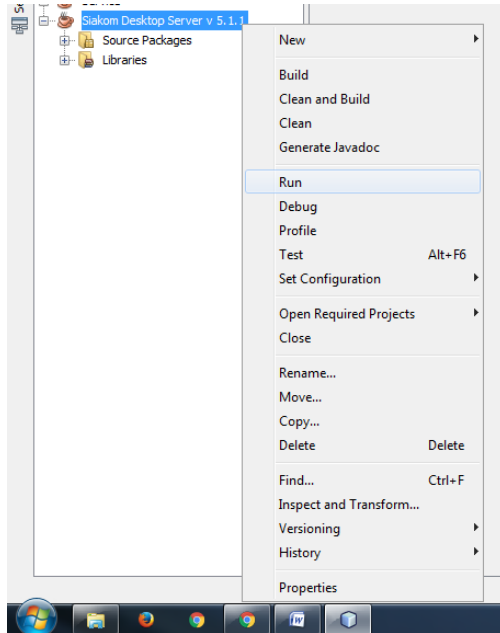 Siakom Desktop Server v 5.1.1
Source Packages
Libraries
New
Build
Clean and Build
Clean
Generate Javadoc
Run
Debug
Profile
Test Alt+F6
Set Configuration
Open Required Projects
Close
Rename...
Move...
Copy...
Delete Delete
Find... Ctrl+F
Inspect and Transform...
Versioning
History
Properties